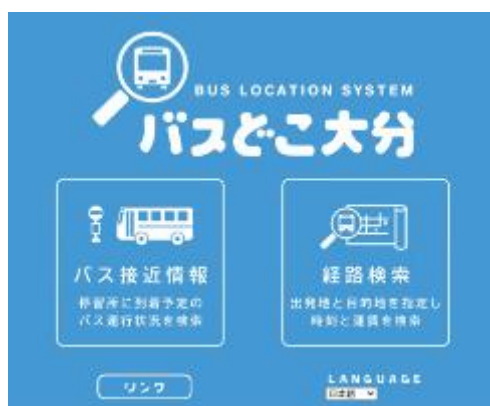 BUS LOCATION SYSTEM
バスどこ大分
バス接近情報
停留所に到着予定の
バス運行状況を検索
経路検索
出発地と目的地を指定し
時刻と運賃を検索
リンク
LANGUAGE
日本語